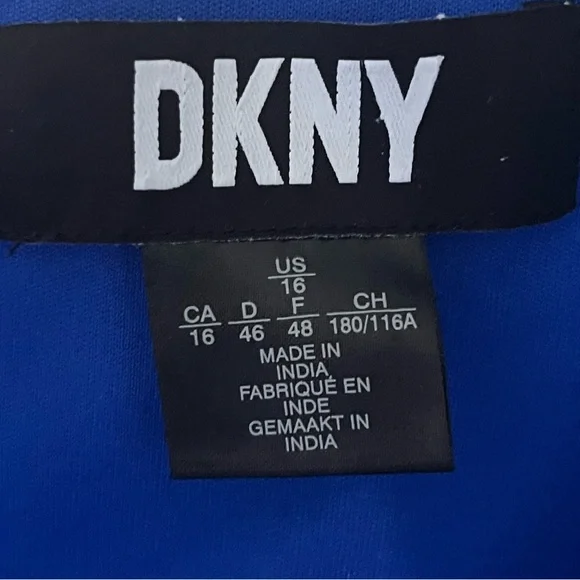 DKNY
US
16
CA D F CH
16 46 48 180/116A
MADE IN
INDIA
FABRIQUÉ EN
INDE
GEMAAKT IN
INDIA